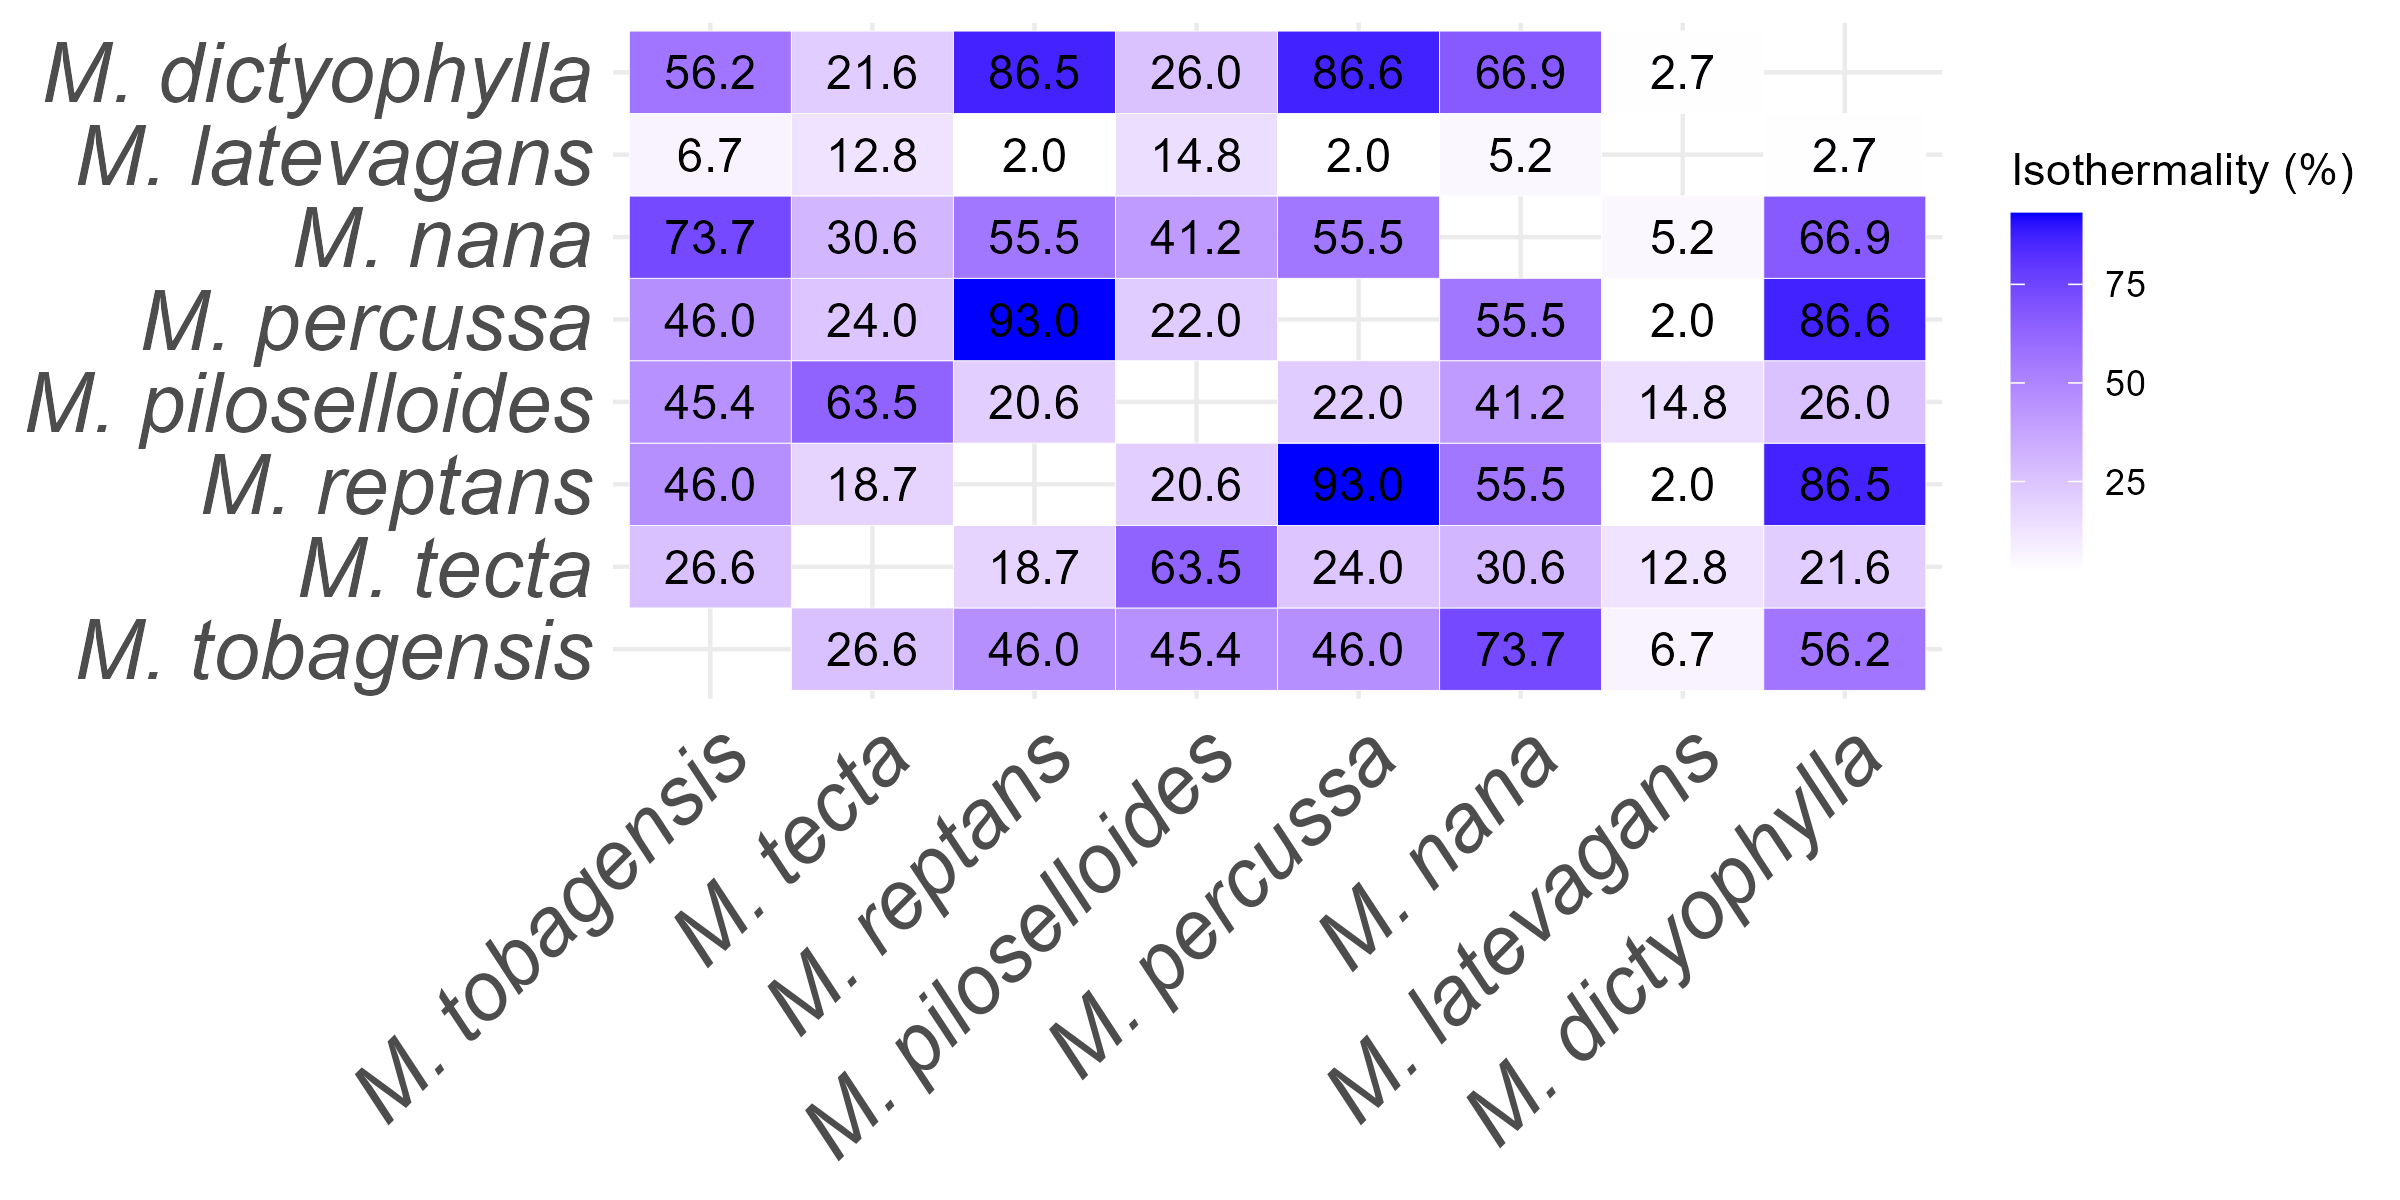 M. dictyophylla 56.2 21.6 86.5 26.0 86.6 66.9 2.7
M. latevagans 6.7 12.8 2.0 14.8 2.0 5.2 2.7
M. nana 73.7 30.6 55.5 41.2 55.5 5.2 66.9
M. percussa 46.0 24.0 93.0 22.0 55.5 2.0 86.6
M. piloselloides 45.4 63.5 20.6 22.0 41.2 14.8 26.0
M. reptans 46.0 18.7 20.6 93.0 55.5 2.0 86.5
M. tecta 26.6 18.7 63.5 24.0 30.6 12.8 21.6
M. tobagensis 26.6 46.0 45.4 46.0 73.7 6.7 56.2
M. tobagensis
M. tecta
M. reptans
M. piloselloides
M. percussa
M. nana
M. latevagans
M. dictyophylla
Isothermality (%)
75
50
25